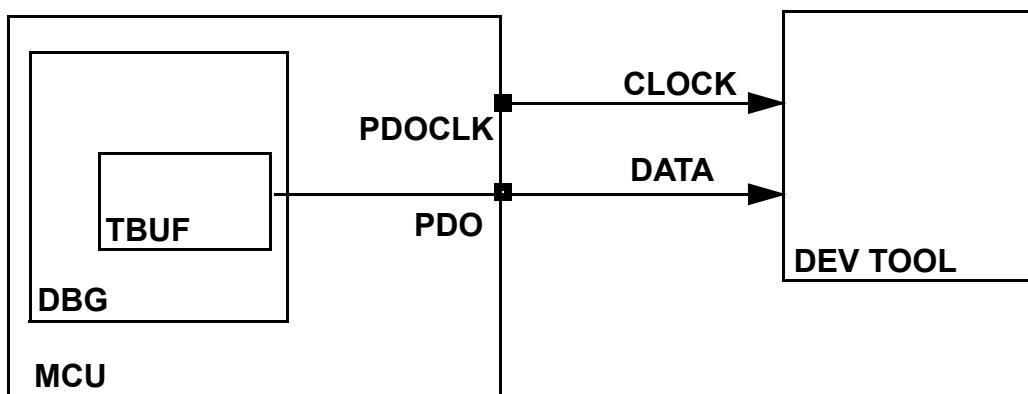 CLOCK
PDOCLK
DATA
TBUF
PDO
DEV TOOL
DBG
MCU